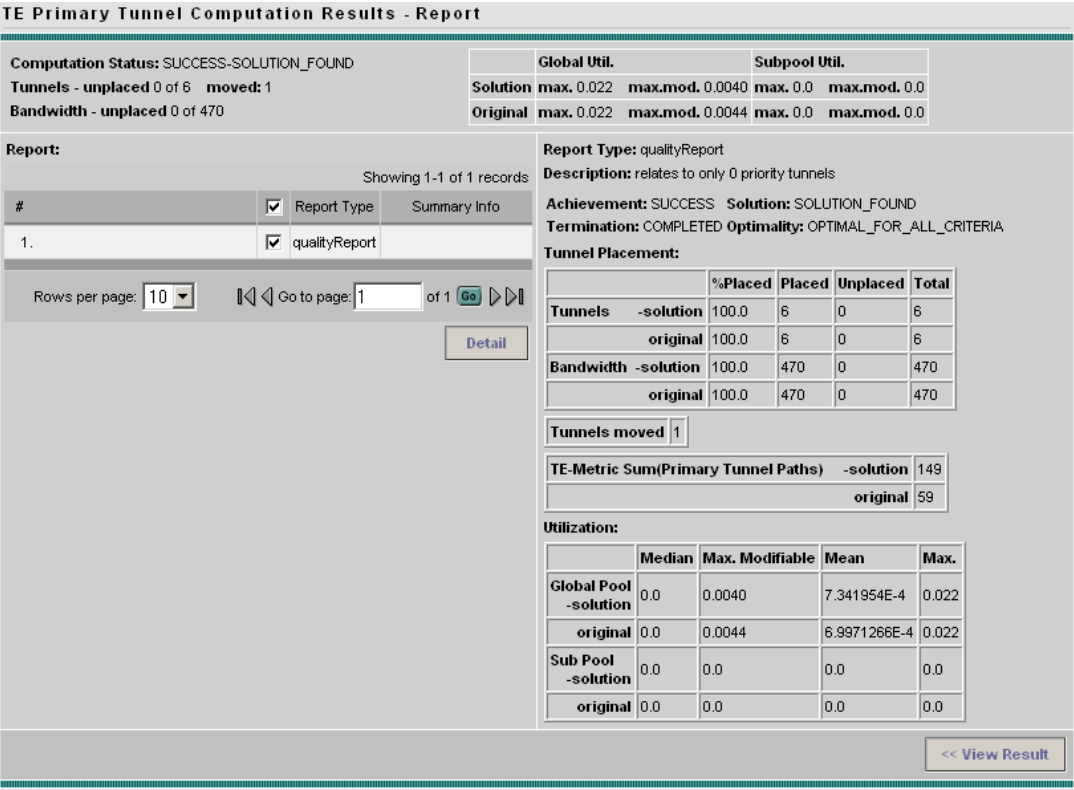 TE Primary Tunnel Computation Results - Report
Computation Status: SUCCESS-SOLUTION_FOUND
Tunnels - unplaced 0 of 6 moved: 1
Bandwidth - unplaced 0 of 470
Global Util. Subpool Util.
Solution max. 0.022 max.mod. 0.0040 max. 0.0 max.mod. 0.0
Original max. 0.022 max.mod. 0.0044 max. 0.0 max.mod. 0.0
Report:
Showing 1-1 of 1 records
# Report Type Summary Info
1. qualityReport
Rows per page: 10 Go to page: 1 of 1 Go
Detail
Report Type: qualityReport
Description: relates to only 0 priority tunnels
Achievement: SUCCESS Solution: SOLUTION_FOUND
Termination: COMPLETED Optimality: OPTIMAL_FOR_ALL_CRITERIA
Tunnel Placement:
%Placed Placed Unplaced Total
Tunnels -solution 100.0 6 0 6
original 100.0 6 0 6
Bandwidth -solution 100.0 470 0 470
original 100.0 470 0 470
Tunnels moved 1
TE-Metric Sum(Primary Tunnel Paths) -solution 149
original 59
Utilization:
Median Max. Modifiable Mean Max.
Global Pool
-solution 0.0 0.0040 7.341954E-4 0.022
original 0.0 0.0044 6.9971266E-4 0.022
Sub Pool
-solution 0.0 0.0 0.0 0.0
original 0.0 0.0 0.0 0.0
<< View Result